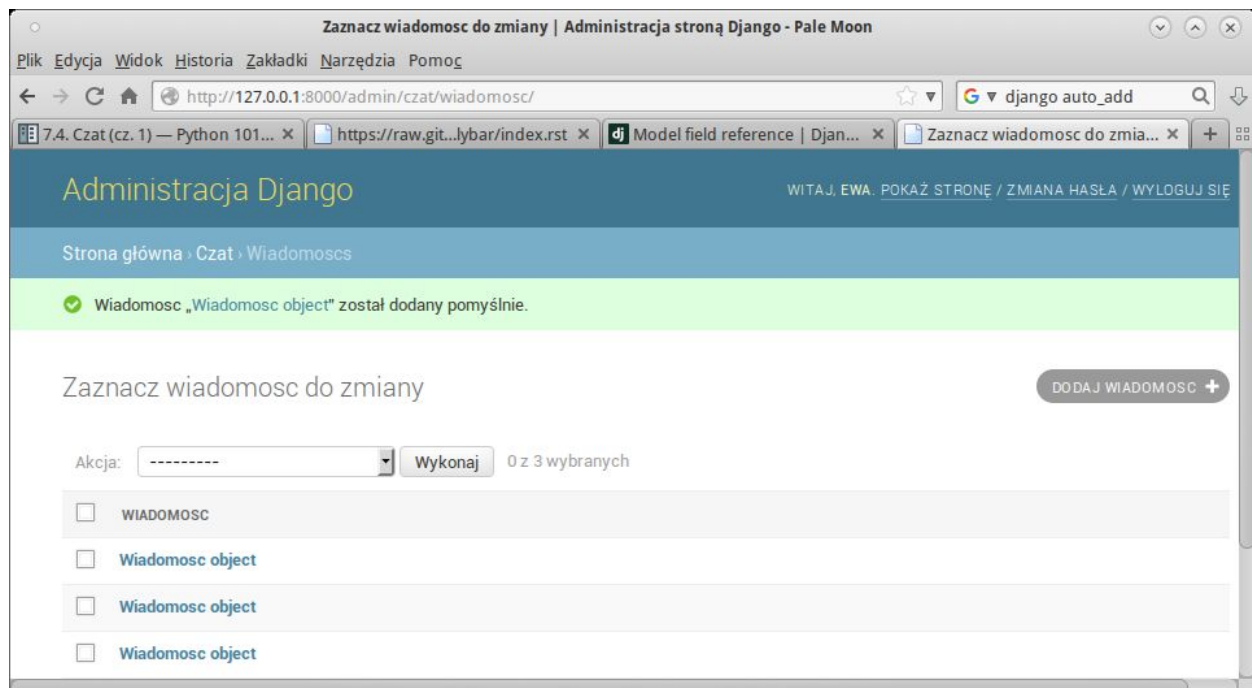 Zaznacz wiadomosc do zmiany | Administracja stroną Django - Pale Moon
Plik Edycja Widok Historia Zakładki Narzędzia Pomoc
http://127.0.0.1:8000/admin/czat/wiadomosc/ django auto_add
7.4. Czat (cz. 1) — Python 101... https://raw.git...lybar/index.rst dj Model field reference | Djan... Zaznacz wiadomosc do zmia...
Administracja Django WITAJ, EWA. POKAŻ STRONĘ / ZMIANA HASŁA / WYLOGUJ SIĘ
Strona główna › Czat › Wiadomoscs
Wiadomosc „Wiadomosc object” został dodany pomyślnie.
Zaznacz wiadomosc do zmiany DODAJ WIADOMOSC +
Akcja: --------- Wykonaj 0 z 3 wybranych
WIADOMOSC
Wiadomosc object
Wiadomosc object
Wiadomosc object